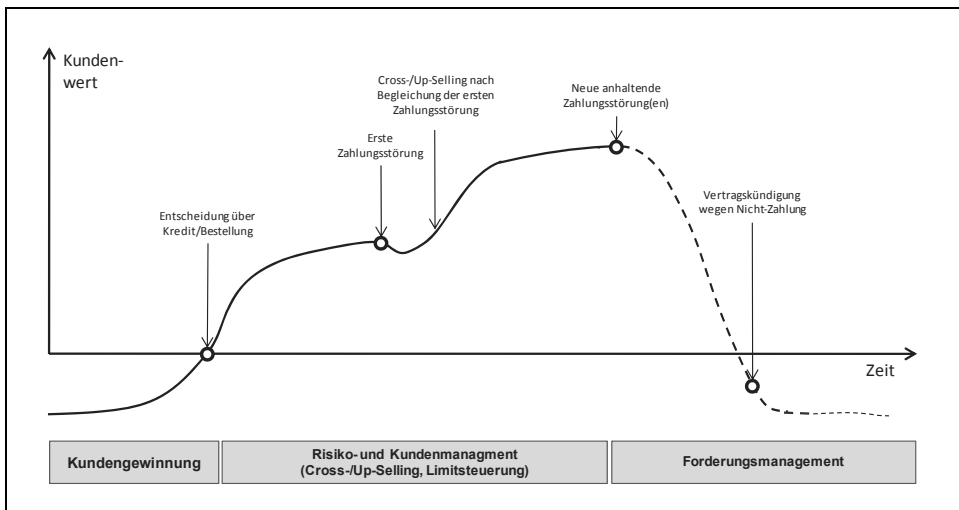 Kunden-
wert
Cross-/Up-Selling nach
Begleichung der ersten
Zahlungsstörung
Neue anhaltende
Zahlungsstörung(en)
Erste
Zahlungsstörung
Vertragskündigung
wegen Nicht-Zahlung
Entscheidung über
Kredit/Bestellung
Zeit
Kundengewinnung
Risiko- und Kundenmanagment
(Cross-/Up-Selling, Limitsteuerung)
Forderungsmanagement